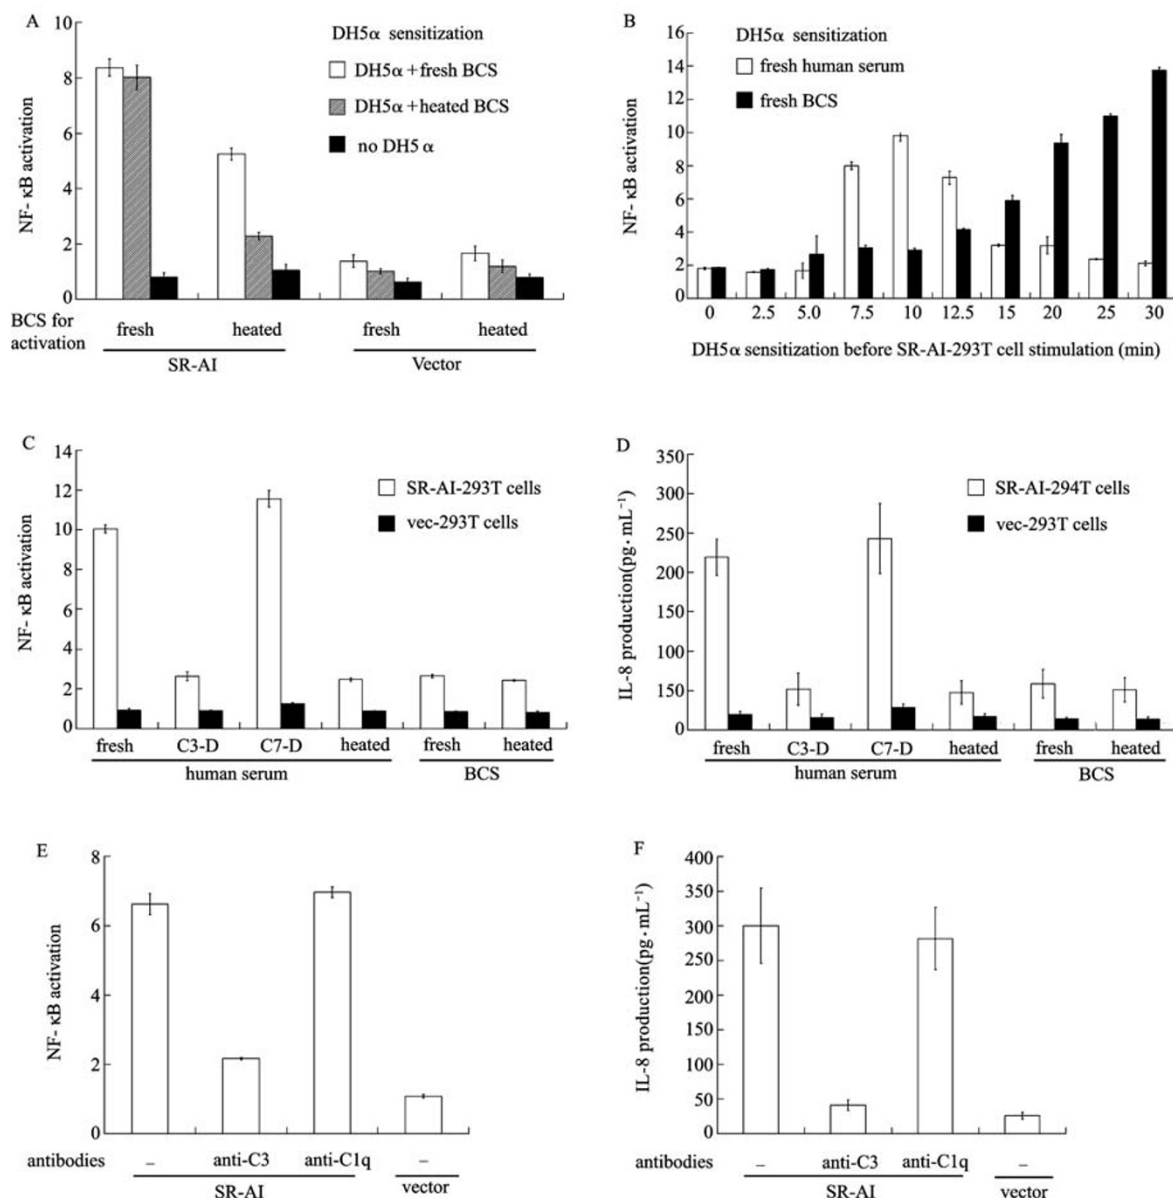 A
DH5α sensitization
DH5α+fresh BCS
DH5α+heated BCS
no DH5 α
NF- κB activation
10
8
6
4
2
0
BCS for activation
fresh heated fresh heated
SR-AI Vector
B
DH5α sensitization
fresh human serum
fresh BCS
NF- κB activation
16
14
12
10
8
6
4
2
0
0 2.5 5.0 7.5 10 12.5 15 20 25 30
DH5α sensitization before SR-AI-293T cell stimulation (min)
C
SR-AI-293T cells
vec-293T cells
NF- κB activation
14
12
10
8
6
4
2
0
fresh C3-D C7-D heated fresh heated
human serum BCS
D
SR-AI-294T cells
vec-293T cells
IL-8 production(pg·mL⁻¹)
350
300
250
200
150
100
150
0
fresh C3-D C7-D heated fresh heated
human serum BCS
E
NF- κB activation
8
6
4
2
0
antibodies – anti-C3 anti-C1q –
SR-AI vector
F
IL-8 production(pg·mL⁻¹)
400
350
300
250
200
150
100
50
0
antibodies – anti-C3 anti-C1q –
SR-AI vector